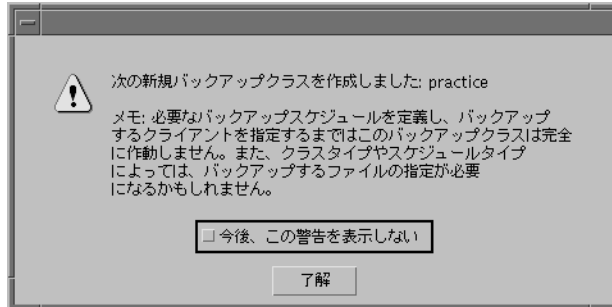 次の新規バックアップクラスを作成しました: practice
メモ: 必要なバックアップスケジュールを定義し、バックアップ
するクライアントを指定するまではこのバックアップクラスは完全
に作動しません。また、クラスタイプやスケジュールタイプ
によっては、バックアップするファイルの指定が必要
になるかもしれません。
今後、この警告を表示しない
了解